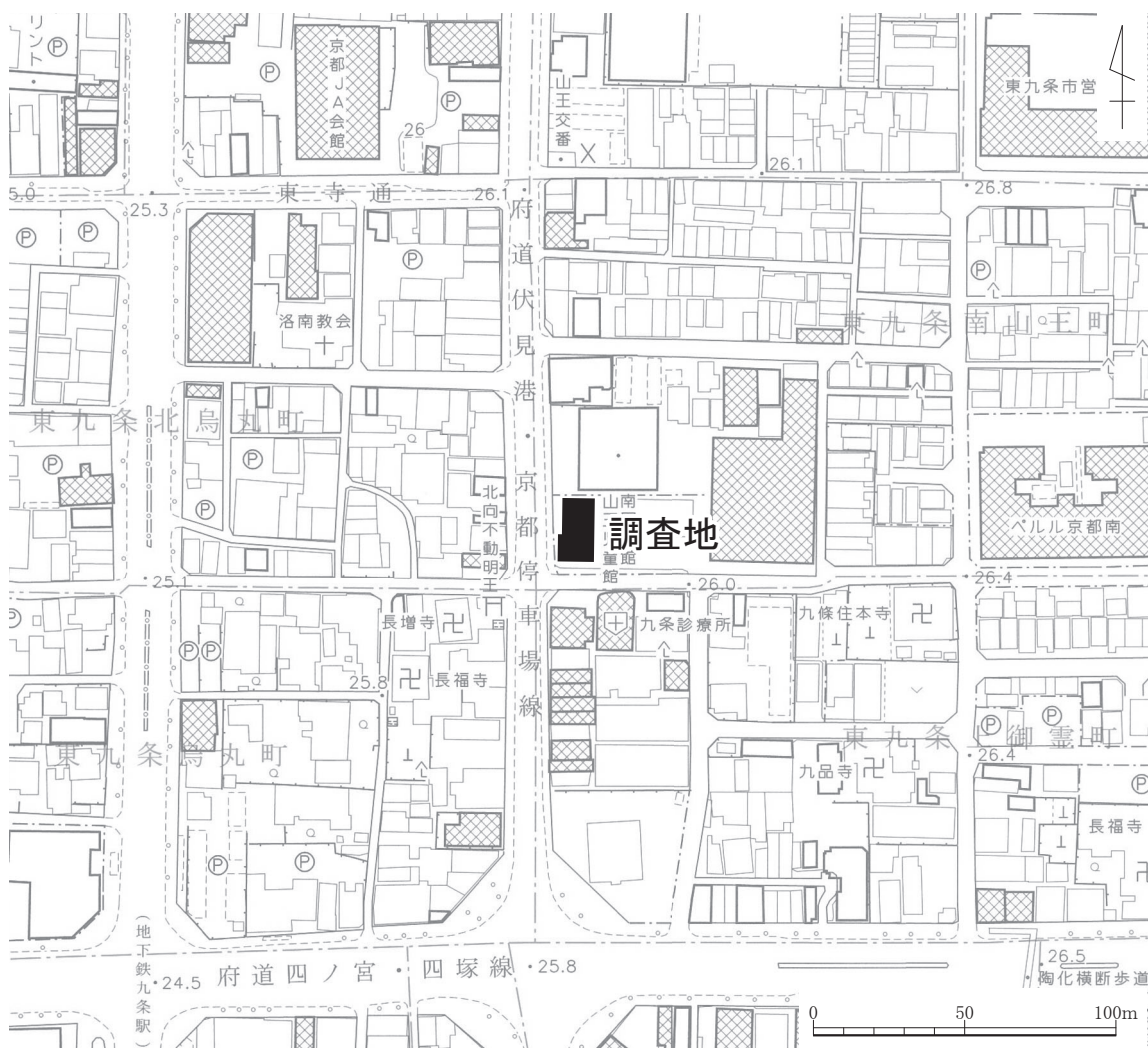 リント
京都JA会館
26
山王交番
東九条市営
26.1
東寺通
26.
5.0
25.3
26.8
府道伏見港・京都停車場線
洛南教会
東九条南山王町
東九条北烏丸町
北向不動明王
調査地
ベルル京都南
25.1
26.0
26.4
長増寺
九条診療所
九條住本寺
長福寺
25.8
東九条烏丸町
東九条
御霊町
26.4
九品寺
長福寺
(地下鉄九条駅)
24.5
府道四ノ宮・四塚線
25.8
26.5
陶化横断歩道
0
50
100m